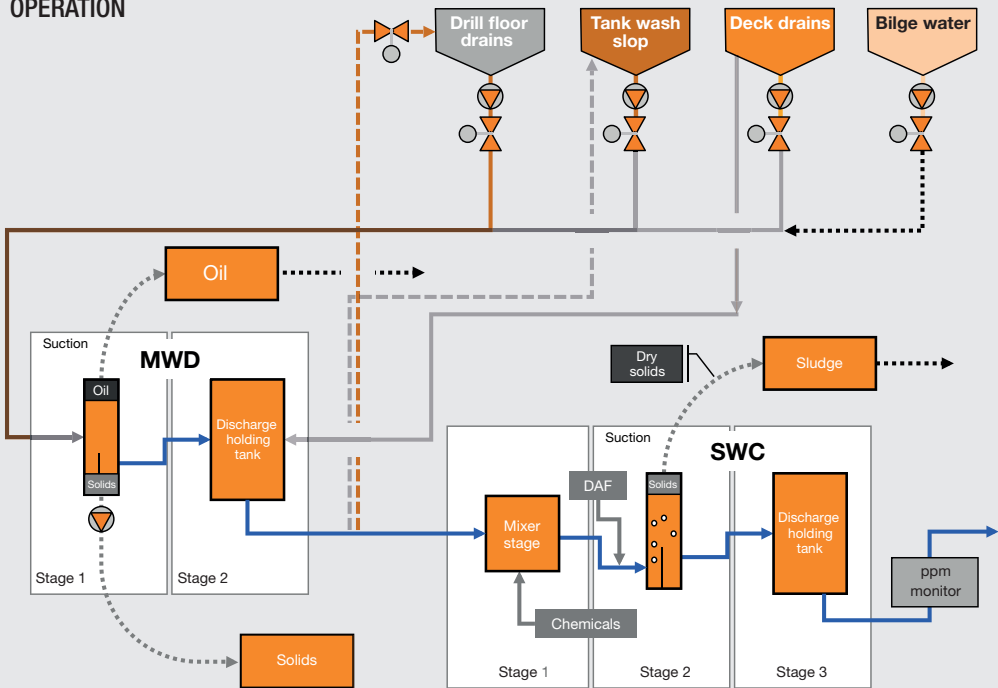 OPERATION
Drill floor
drains
Tank wash
slop
Deck drains
Bilge water
Oil
Suction
MWD
Oil
Solids
Discharge
holding
tank
Stage 1
Stage 2
Solids
Dry
solids
Sludge
Suction
SWC
DAF
Solids
Mixer
stage
Chemicals
Discharge
holding
tank
ppm
monitor
Stage 1
Stage 2
Stage 3